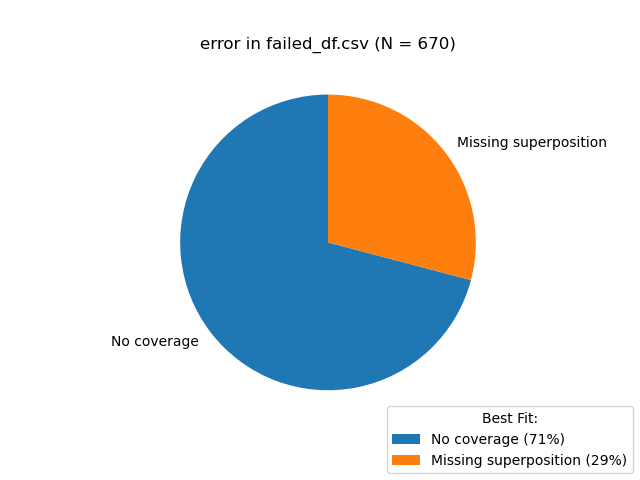 error in failed_df.csv (N = 670)
Missing superposition
No coverage
Best Fit:
No coverage (71%)
Missing superposition (29%)